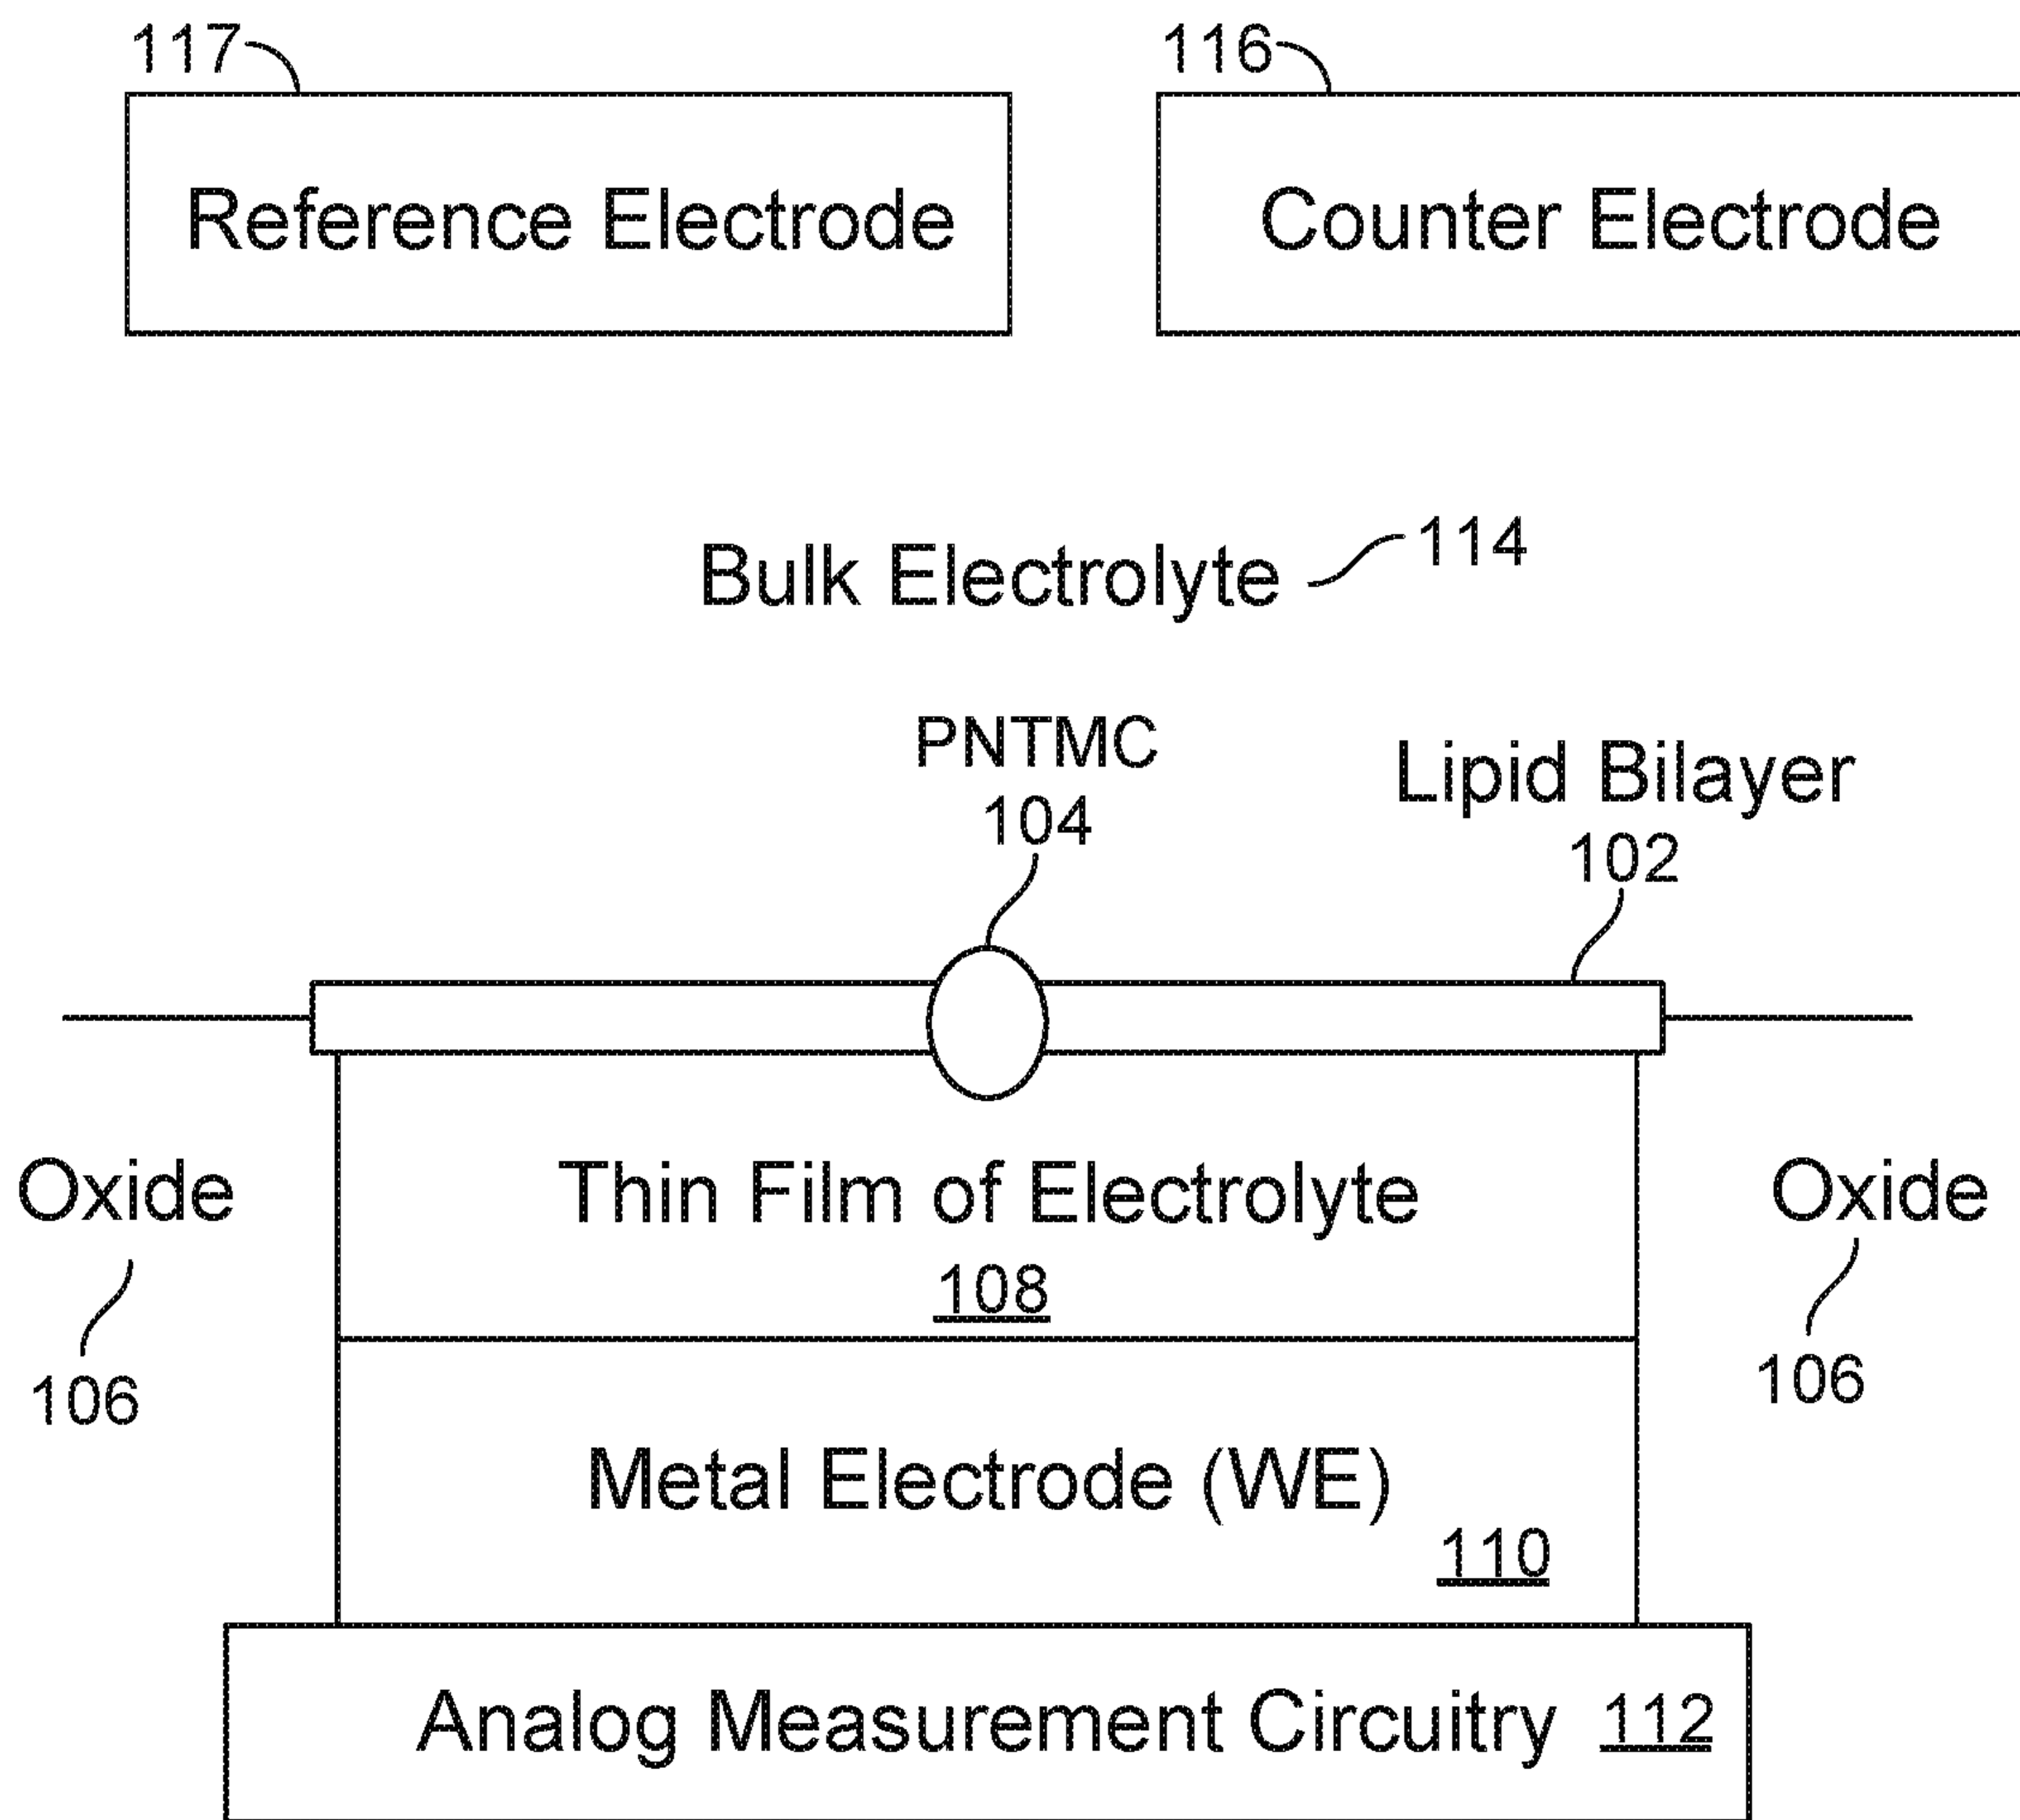 117
116
Reference Electrode
Counter Electrode
Bulk Electrolyte
114
PNTMC
104
Lipid Bilayer
102
Oxide
106
Thin Film of Electrolyte
108
Oxide
106
Metal Electrode (WE)
110
Analog Measurement Circuitry 112